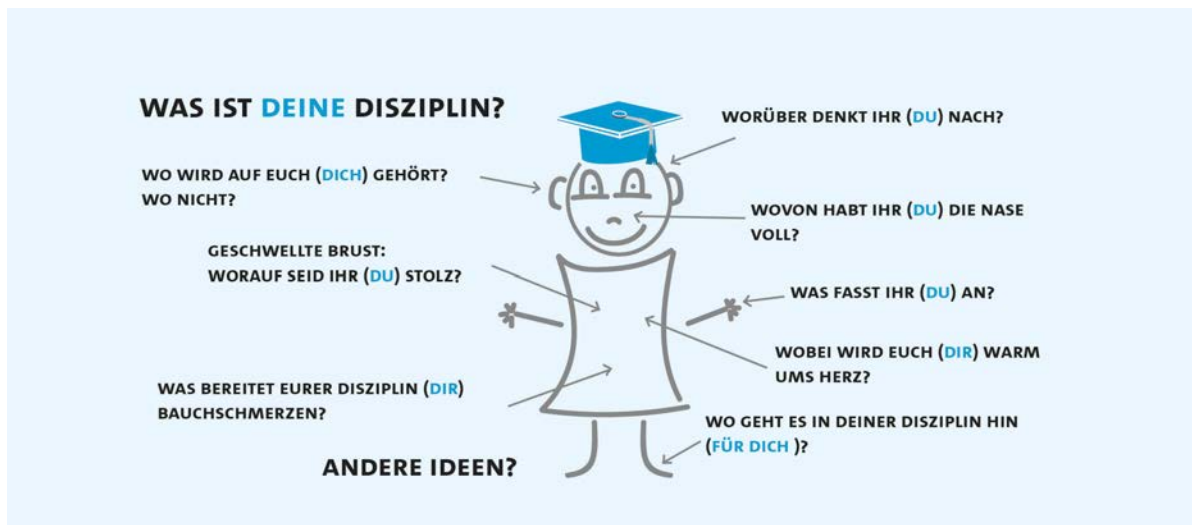 WAS IST DEINE DISZIPLIN?
WORÜBER DENKT IHR (DU) NACH?
WO WIRD AUF EUCH (DICH) GEHÖRT?
WO NICHT?
WOVON HABT IHR (DU) DIE NASE
VOLL?
GESCHWELLTE BRUST:
WORAUF SEID IHR (DU) STOLZ?
WAS FASST IHR (DU) AN?
WOBEI WIRD EUCH (DIR) WARM
UMS HERZ?
WAS BEREITET EURER DISZIPLIN (DIR)
BAUCHSCHMERZEN?
WO GEHT ES IN DEINER DISZIPLIN HIN
(FÜR DICH )?
ANDERE IDEEN?